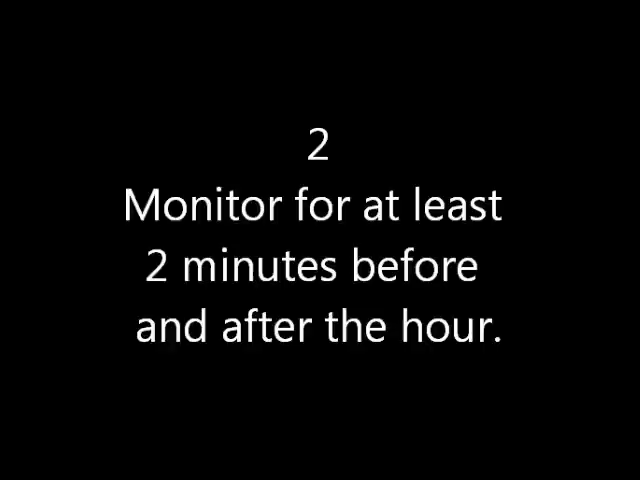 2
Monitor for at least
2 minutes before
and after the hour.